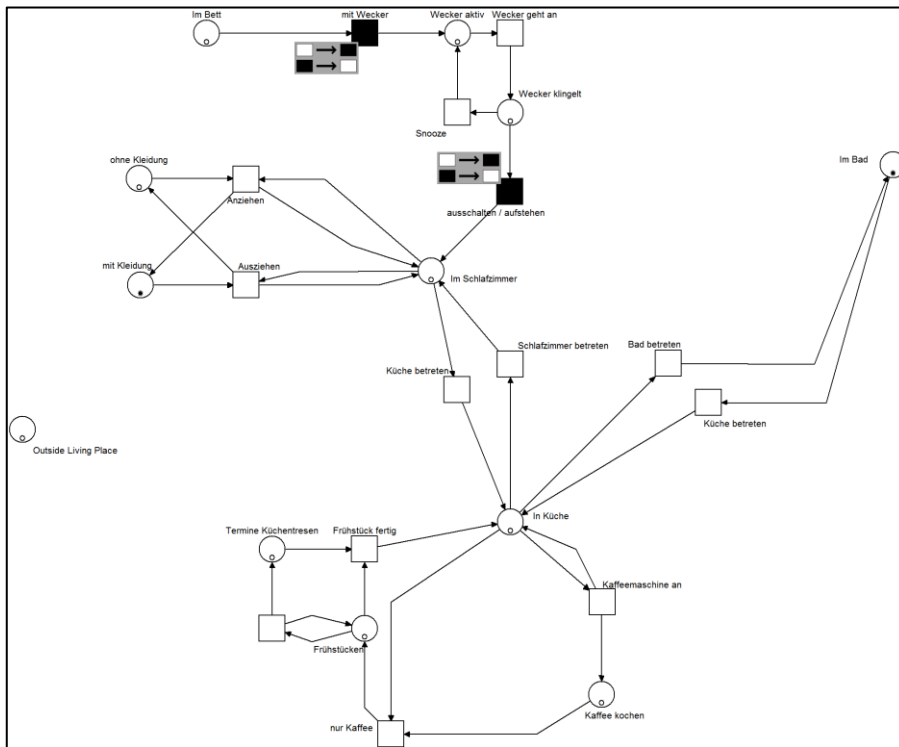 Im Bett
mit Wecker
Wecker aktiv
Wecker geht an
Wecker klingelt
Snooze
ohne Kleidung
Anziehen
Im Bad
ausschalten / aufstehen
mit Kleidung
Ausziehen
Im Schlafzimmer
Schlafzimmer betreten
Bad betreten
Küche betreten
Küche betreten
Outside Living Place
In Küche
Termine Küchentresen
Frühstück fertig
Kaffeemaschine an
Frühstücken
nur Kaffee
Kaffee kochen